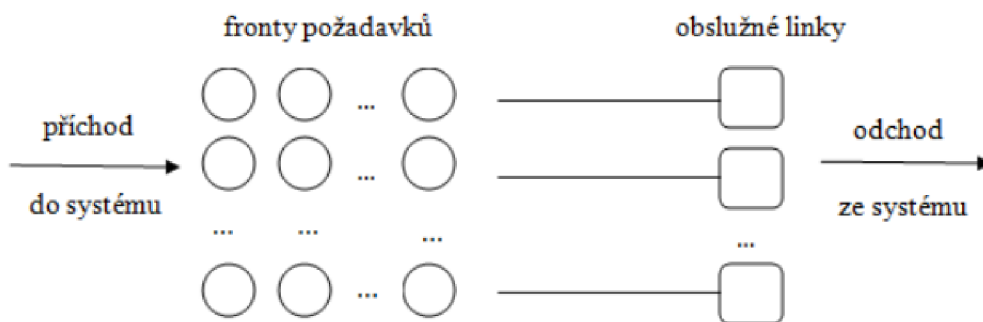 fronty požadavků
obslužné linky
...
příchod
odchod
...
do systému
ze systému
... ... ... ...
...